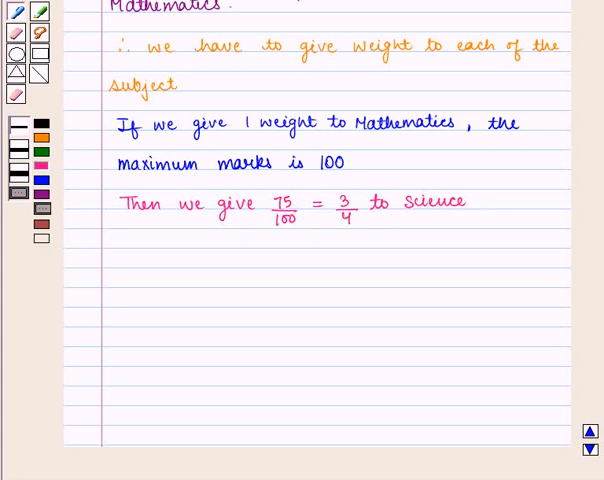 Mathematics.
∴ we have to give weight to each of the
subject
If we give 1 weight to Mathematics, the
maximum marks is 100
Then we give 75/100 = 3/4 to Science